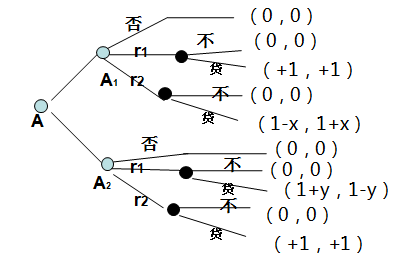 否 (0,0)
不 (0,0)
r1
贷 (+1,+1)
A1 r2 不 (0,0)
贷 (1-x,1+x)
A
否 (0,0)
不 (0,0)
r1
A2 贷 (1+y,1-y)
r2 不 (0,0)
贷 (+1,+1)